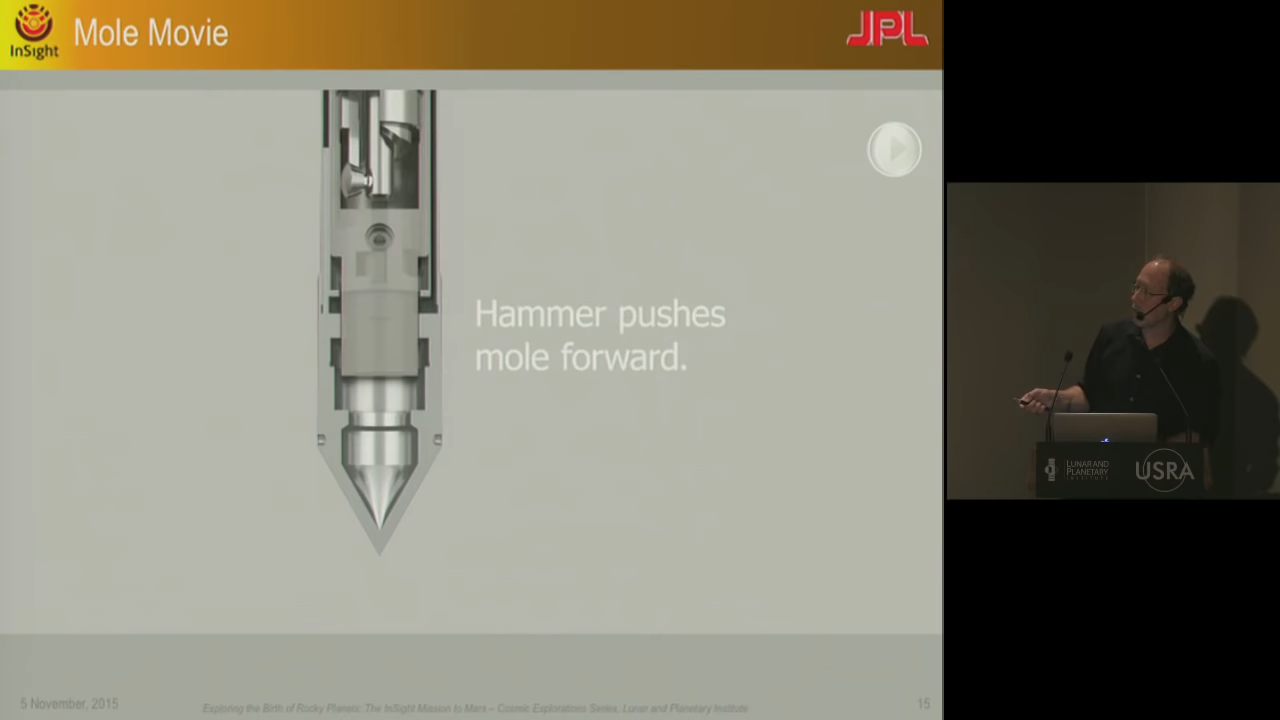 InSight
Mole Movie
JPL
Hammer pushes
mole forward.
5 November, 2015
Exploring the Birth of Rocky Planets: The InSight Mission to Mars – Cosmic Explorations Series, Lunar and Planetary Institute
15
LUNAR AND
PLANETARY
INSTITUTE
USRA